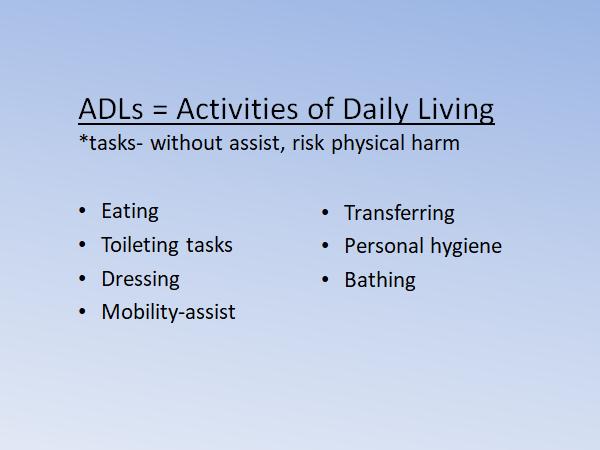 ADLs = Activities of Daily Living
*tasks- without assist, risk physical harm
• Eating
• Toileting tasks
• Dressing
• Mobility-assist
• Transferring
• Personal hygiene
• Bathing